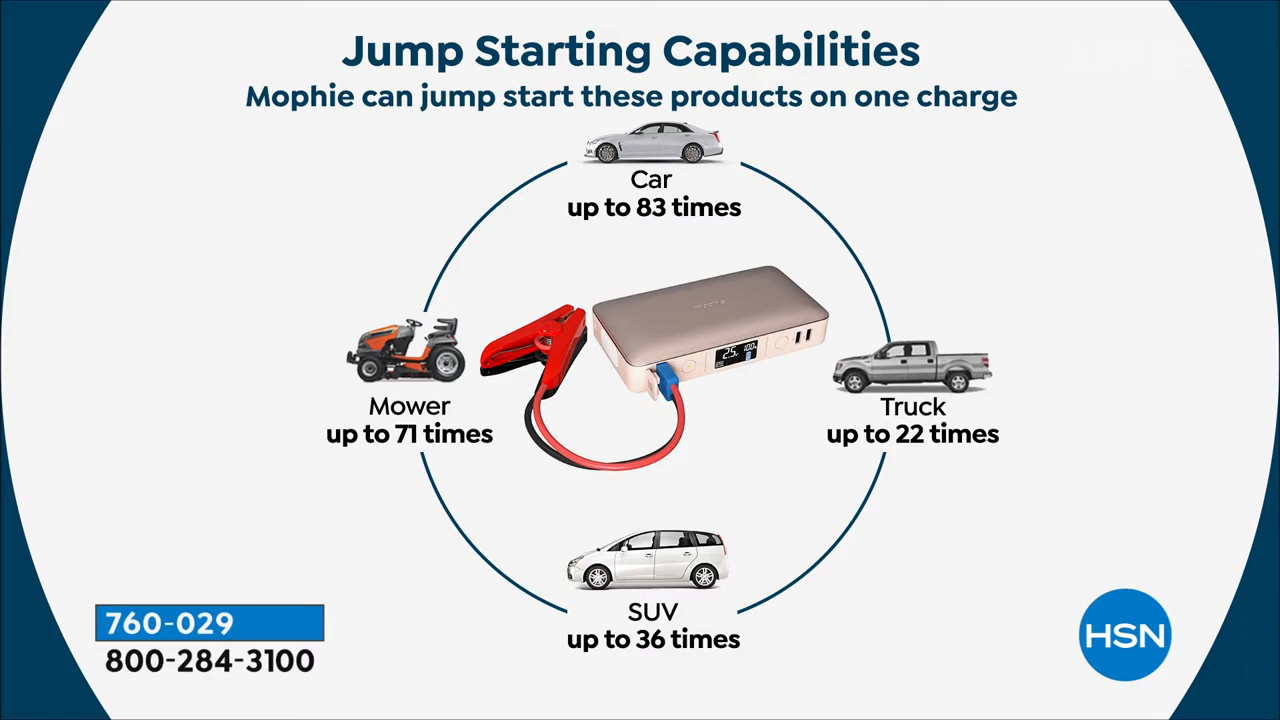 Jump Starting Capabilities
Mophie can jump start these products on one charge
Car
up to 83 times
Mower
up to 71 times
Truck
up to 22 times
SUV
up to 36 times
760-029
800-284-3100
HSN